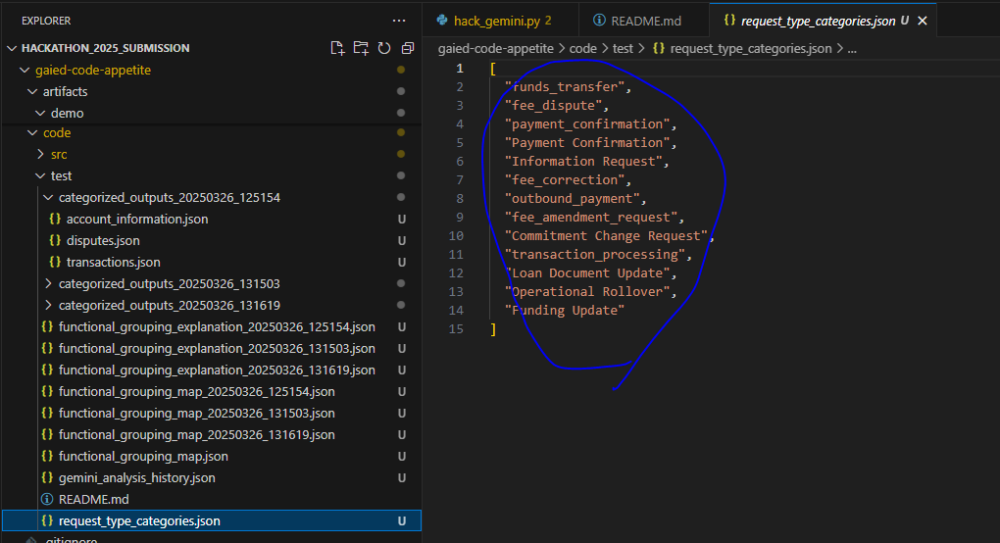 EXPLORER
HACKATHON_2025_SUBMISSION
gaied-code-appetite
artifacts
demo
code
src
test
categorized_outputs_20250326_125154
{} account_information.json U
{} disputes.json U
{} transactions.json U
categorized_outputs_20250326_131503
categorized_outputs_20250326_131619
{} functional_grouping_explanation_20250326_125154.json U
{} functional_grouping_explanation_20250326_131503.json U
{} functional_grouping_explanation_20250326_131619.json U
{} functional_grouping_map_20250326_125154.json U
{} functional_grouping_map_20250326_131503.json U
{} functional_grouping_map_20250326_131619.json U
{} functional_grouping_map.json U
{} gemini_analysis_history.json U
README.md
{} request_type_categories.json U
.gitignore
hack_gemini.py 2
README.md
{} request_type_categories.json U
gaied-code-appetite > code > test > {} request_type_categories.json > ...
1 [
2 "funds_transfer",
3 "fee_dispute",
4 "payment_confirmation",
5 "Payment Confirmation",
6 "Information Request",
7 "fee_correction",
8 "outbound_payment",
9 "fee_amendment_request",
10 "Commitment Change Request",
11 "transaction_processing",
12 "Loan Document Update",
13 "Operational Rollover",
14 "Funding Update"
15 ]